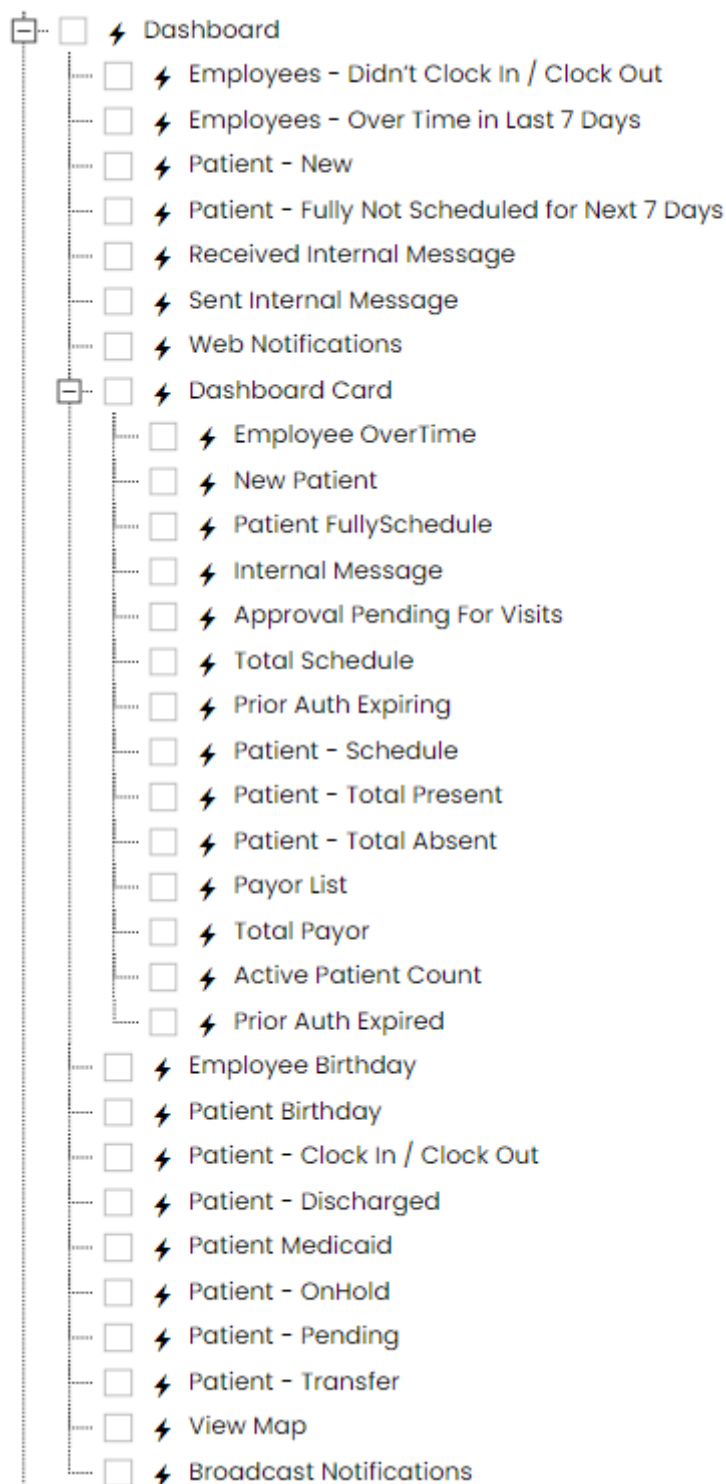 Dashboard
Employees - Didn't Clock In / Clock Out
Employees - Over Time in Last 7 Days
Patient - New
Patient - Fully Not Scheduled for Next 7 Days
Received Internal Message
Sent Internal Message
Web Notifications
Dashboard Card
Employee OverTime
New Patient
Patient FullySchedule
Internal Message
Approval Pending For Visits
Total Schedule
Prior Auth Expiring
Patient - Schedule
Patient - Total Present
Patient - Total Absent
Payor List
Total Payor
Active Patient Count
Prior Auth Expired
Employee Birthday
Patient Birthday
Patient - Clock In / Clock Out
Patient - Discharged
Patient Medicaid
Patient - OnHold
Patient - Pending
Patient - Transfer
View Map
Broadcast Notifications